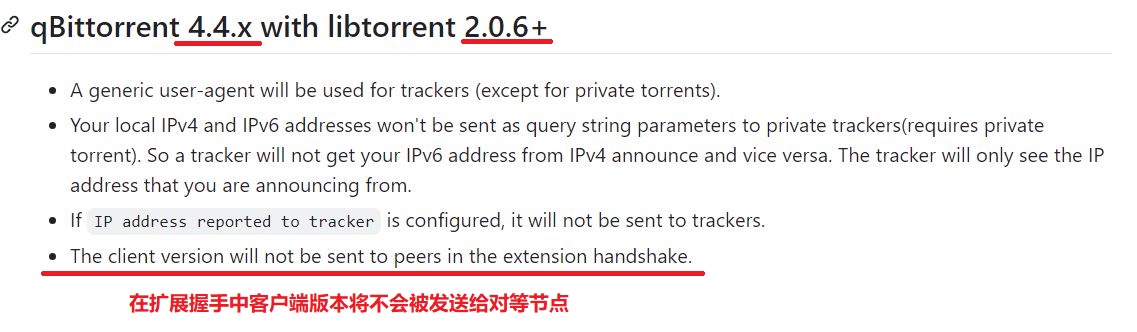 qBittorrent 4.4.x with libtorrent 2.0.6+
A generic user-agent will be used for trackers (except for private torrents).
Your local IPv4 and IPv6 addresses won't be sent as query string parameters to private trackers(requires private
torrent). So a tracker will not get your IPv6 address from IPv4 announce and vice versa. The tracker will only see the IP
address that you are announcing from.
If IP address reported to tracker is configured, it will not be sent to trackers.
The client version will not be sent to peers in the extension handshake.
在扩展握手中客户端版本将不会被发送给对等节点